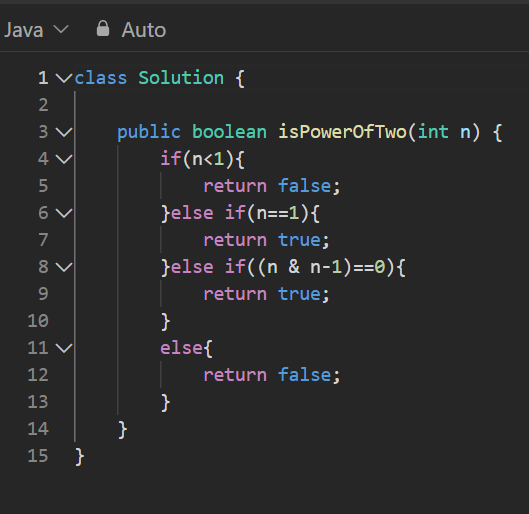 Java Auto
1 class Solution {
2
3     public boolean isPowerOfTwo(int n) {
4         if(n<1){
5             return false;
6         }else if(n==1){
7             return true;
8         }else if((n & n-1)==0){
9             return true;
10         }
11         else{
12             return false;
13         }
14     }
15 }